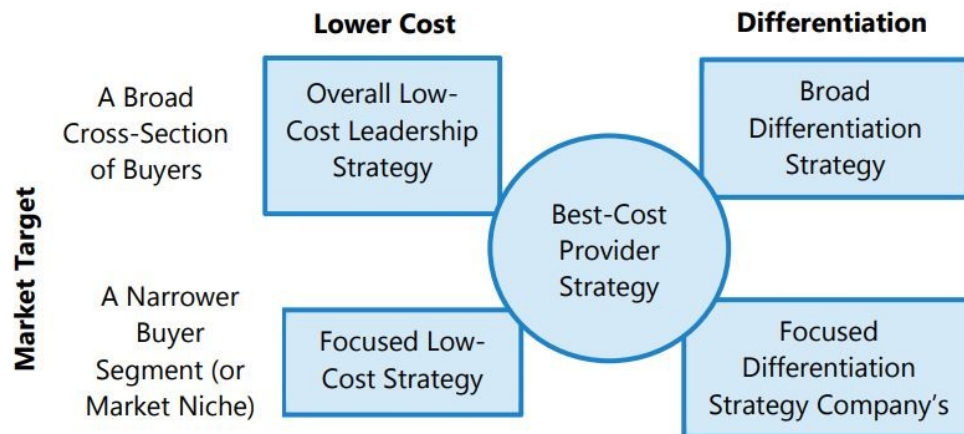 Lower Cost
Differentiation
A Broad
Cross-Section
of Buyers
Overall Low-
Cost Leadership
Strategy
Broad
Differentiation
Strategy
Best-Cost
Provider
Strategy
Market Target
A Narrower
Buyer
Segment (or
Market Niche)
Focused Low-
Cost Strategy
Focused
Differentiation
Strategy Company's